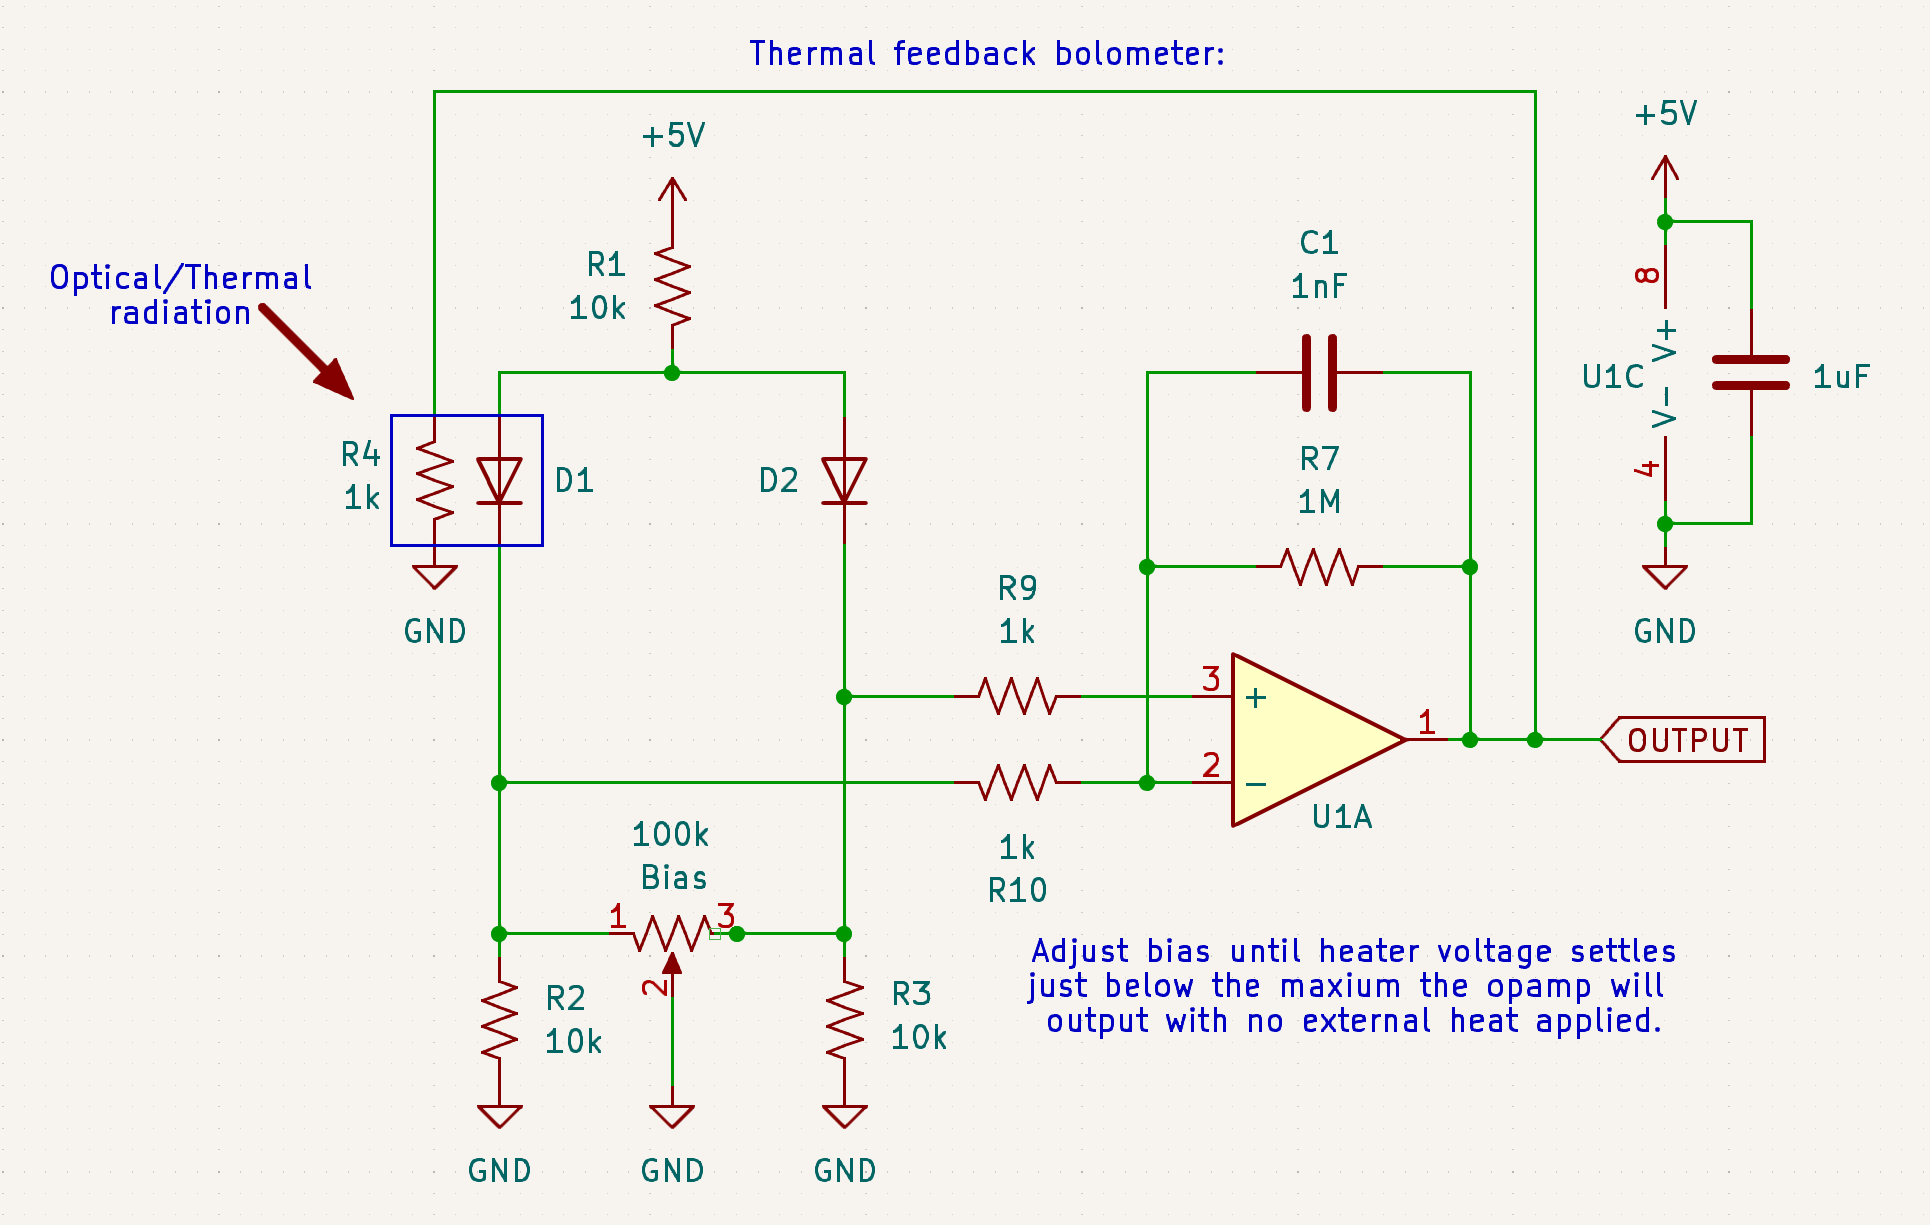 Thermal feedback bolometer:
+5V
+5V
Optical/Thermal
radiation
R1
10k
C1
1nF
8
V+
U1C
V-
4
1uF
R4
1k
D1
D2
R7
1M
GND
R9
1k
GND
3
+
1
OUTPUT
2
−
U1A
100k
Bias
1k
R10
1
3
2
R2
10k
R3
10k
Adjust bias until heater voltage settles
just below the maxium the opamp will
output with no external heat applied.
GND
GND
GND